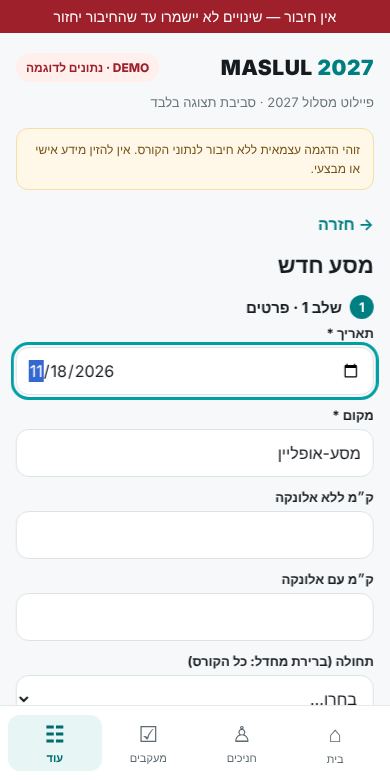 אין חיבור — שינויים לא יישמרו עד שהחיבור יחזור
MASLUL 2027
DEMO · נתונים לדוגמה
פיילוט מסלול 2027 · סביבת תצוגה בלבד
זוהי הדגמה עצמאית ללא חיבור לנתוני הקורס. אין להזין מידע אישי
או מבצעי.
→ חזרה
מסע חדש
1 שלב 1 · פרטים
תאריך *
11/18/2026
מקום *
מסע-אופליין
ק״מ ללא אלונקה
ק״מ עם אלונקה
תחולה (ברירת מחדל: כל הקורס)
בחרו...
בית
חניכים
מעקבים
עוד